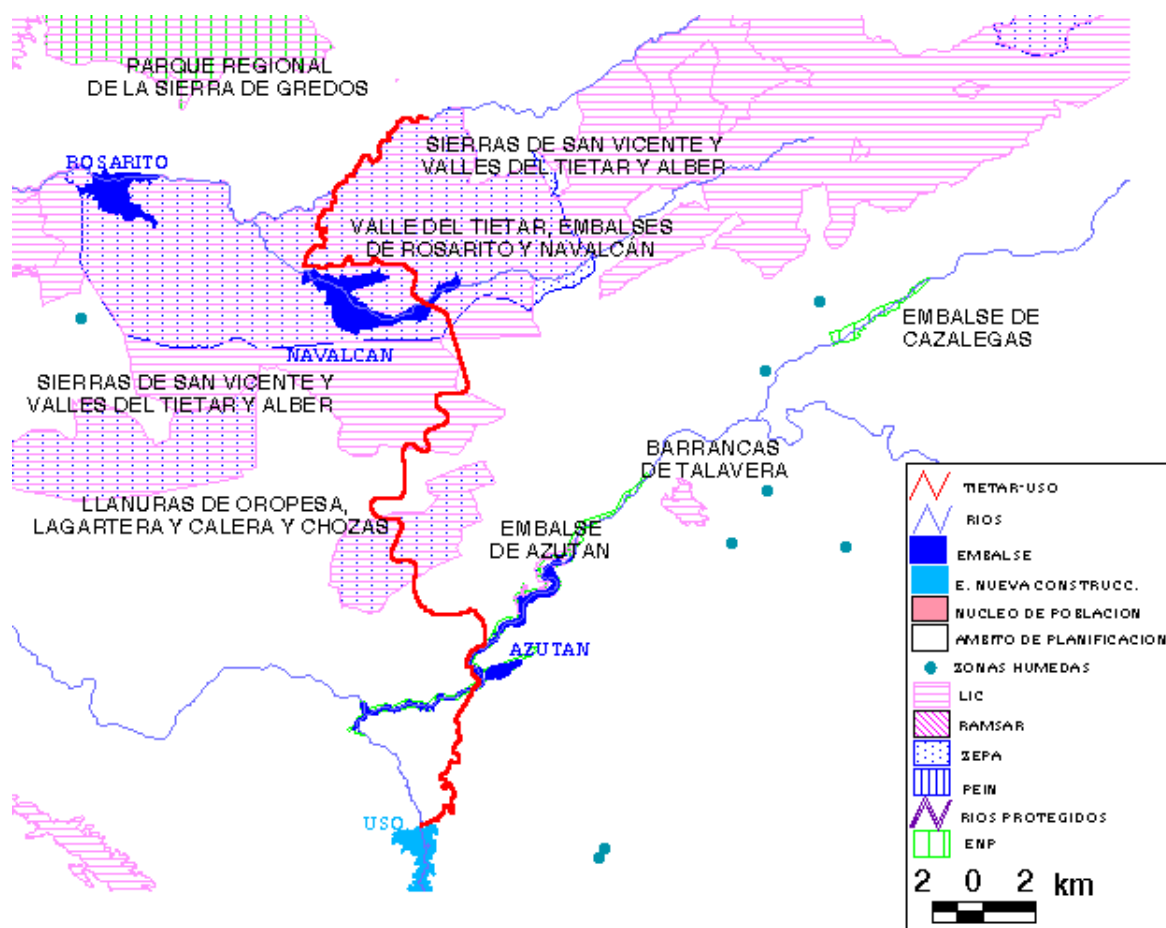 PARQUE REGIONAL
DE LA SIERRA DE GREDOS
SIERRAS DE SAN VICENTE Y
VALLES DEL TIETAR Y ALBER
ROSARITO
VALLE DEL TIETAR, EMBALSES
DE ROSARITO Y NAVALCÁN
EMBALSE DE
CAZALEGAS
NAVALCAN
SIERRAS DE SAN VICENTE Y
VALLES DEL TIETAR Y ALBER
BARRANCAS
DE TALAVERA
LLANURAS DE OROPESA,
LAGARTERA Y CALERA Y CHOZAS
EMBALSE
DE AZUTAN
AZUTAN
USO
TIETAR-USO
RIOS
EMBALSE
E. NUEVA CONSTRUCC.
NUCLEO DE POBLACION
AMBITO DE PLANIFICACION
ZONAS HUMEDAS
LIC
RAMSAR
ZEPA
PEIN
RIOS PROTEGIDOS
ENP
2 0 2 km